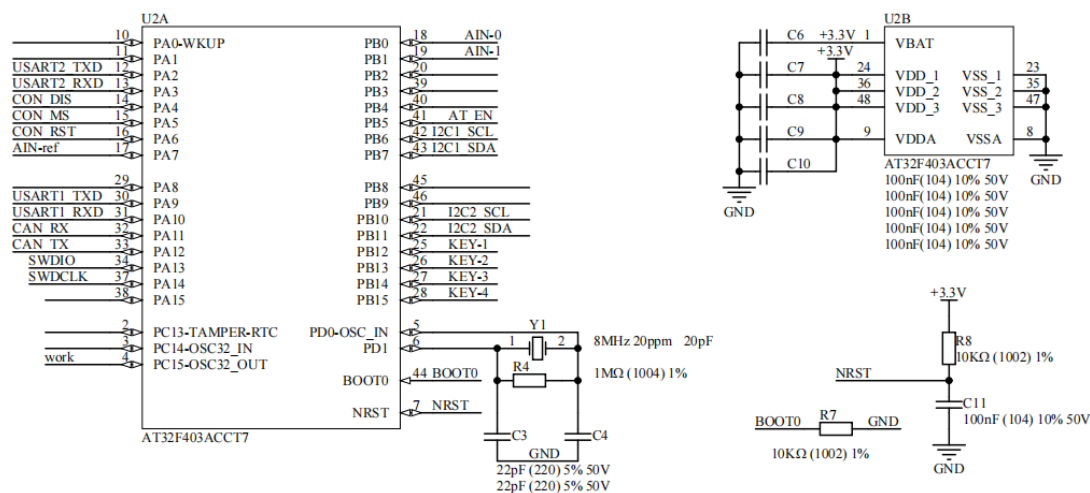 U2A
10 PA0-WKUP
11 PA1
USART2_TXD 12 PA2
USART2_RXD 13 PA3
CON_DIS 14 PA4
CON_MS 15 PA5
CON_RST 16 PA6
AIN-ref 17 PA7
29 PA8
USART1_TXD 30 PA9
USART1_RXD 31 PA10
CAN_RX 32 PA11
CAN_TX 33 PA12
SWDIO 34 PA13
SWDCLK 37 PA14
38 PA15
2 PC13-TAMPER-RTC
3 PC14-OSC32_IN
work 4 PC15-OSC32_OUT
PB0 18 AIN-0
PB1 19 AIN-1
PB2 20
PB3 39
PB4 40
PB5 41 AT_EN
PB6 42 I2C1_SCL
PB7 43 I2C1_SDA
PB8 45
PB9 46
PB10 21 I2C2_SCL
PB11 22 I2C2_SDA
PB12 25 KEY-1
PB13 26 KEY-2
PB14 27 KEY-3
PB15 28 KEY-4
PD0-OSC_IN 5
PD1 6
BOOT0 44 BOOT0
NRST 7 NRST
AT32F403ACCT7
Y1
1 2
8MHz 20ppm 20pF
R4
1MΩ (1004) 1%
C3 C4
GND
22pF (220) 5% 50V
22pF (220) 5% 50V
U2B
C6 +3.3V 1 VBAT
+3.3V
C7 24 VDD_1 VSS_1 23
36 VDD_2 VSS_2 35
C8 48 VDD_3 VSS_3 47
C9 9 VDDA VSSA 8
C10
GND
GND
AT32F403ACCT7
100nF(104) 10% 50V
100nF(104) 10% 50V
100nF(104) 10% 50V
100nF(104) 10% 50V
100nF(104) 10% 50V
+3.3V
R8
10KΩ (1002) 1%
NRST
C11
100nF (104) 10% 50V
GND
BOOT0 R7 GND
10KΩ (1002) 1%